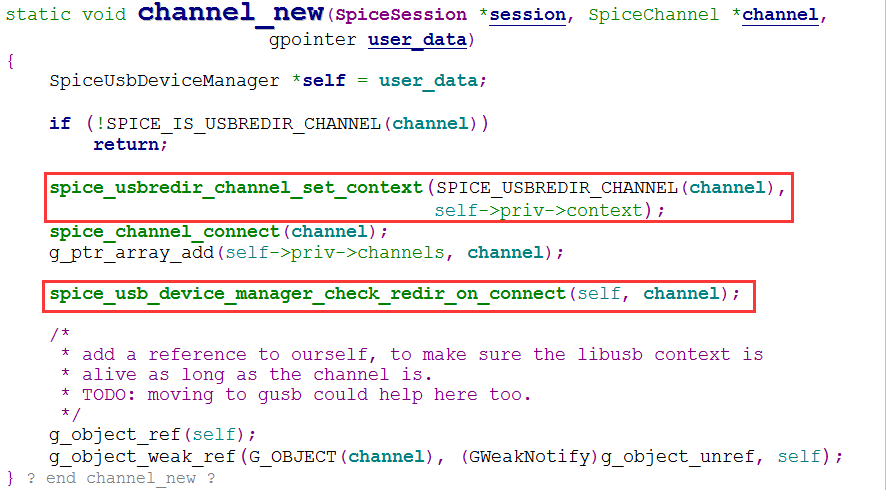 static void channel_new(SpiceSession *session, SpiceChannel *channel,
                        gpointer user_data)
{
    SpiceUsbDeviceManager *self = user_data;

    if (!SPICE_IS_USBREDIR_CHANNEL(channel))
        return;

    spice_usbredir_channel_set_context(SPICE_USBREDIR_CHANNEL(channel),
                                       self->priv->context);
    spice_channel_connect(channel);
    g_ptr_array_add(self->priv->channels, channel);

    spice_usb_device_manager_check_redir_on_connect(self, channel);

    /*
     * add a reference to ourself, to make sure the libusb context is
     * alive as long as the channel is.
     * TODO: moving to gusb could help here too.
     */
    g_object_ref(self);
    g_object_weak_ref(G_OBJECT(channel), (GWeakNotify)g_object_unref, self);
} ? end channel_new ?